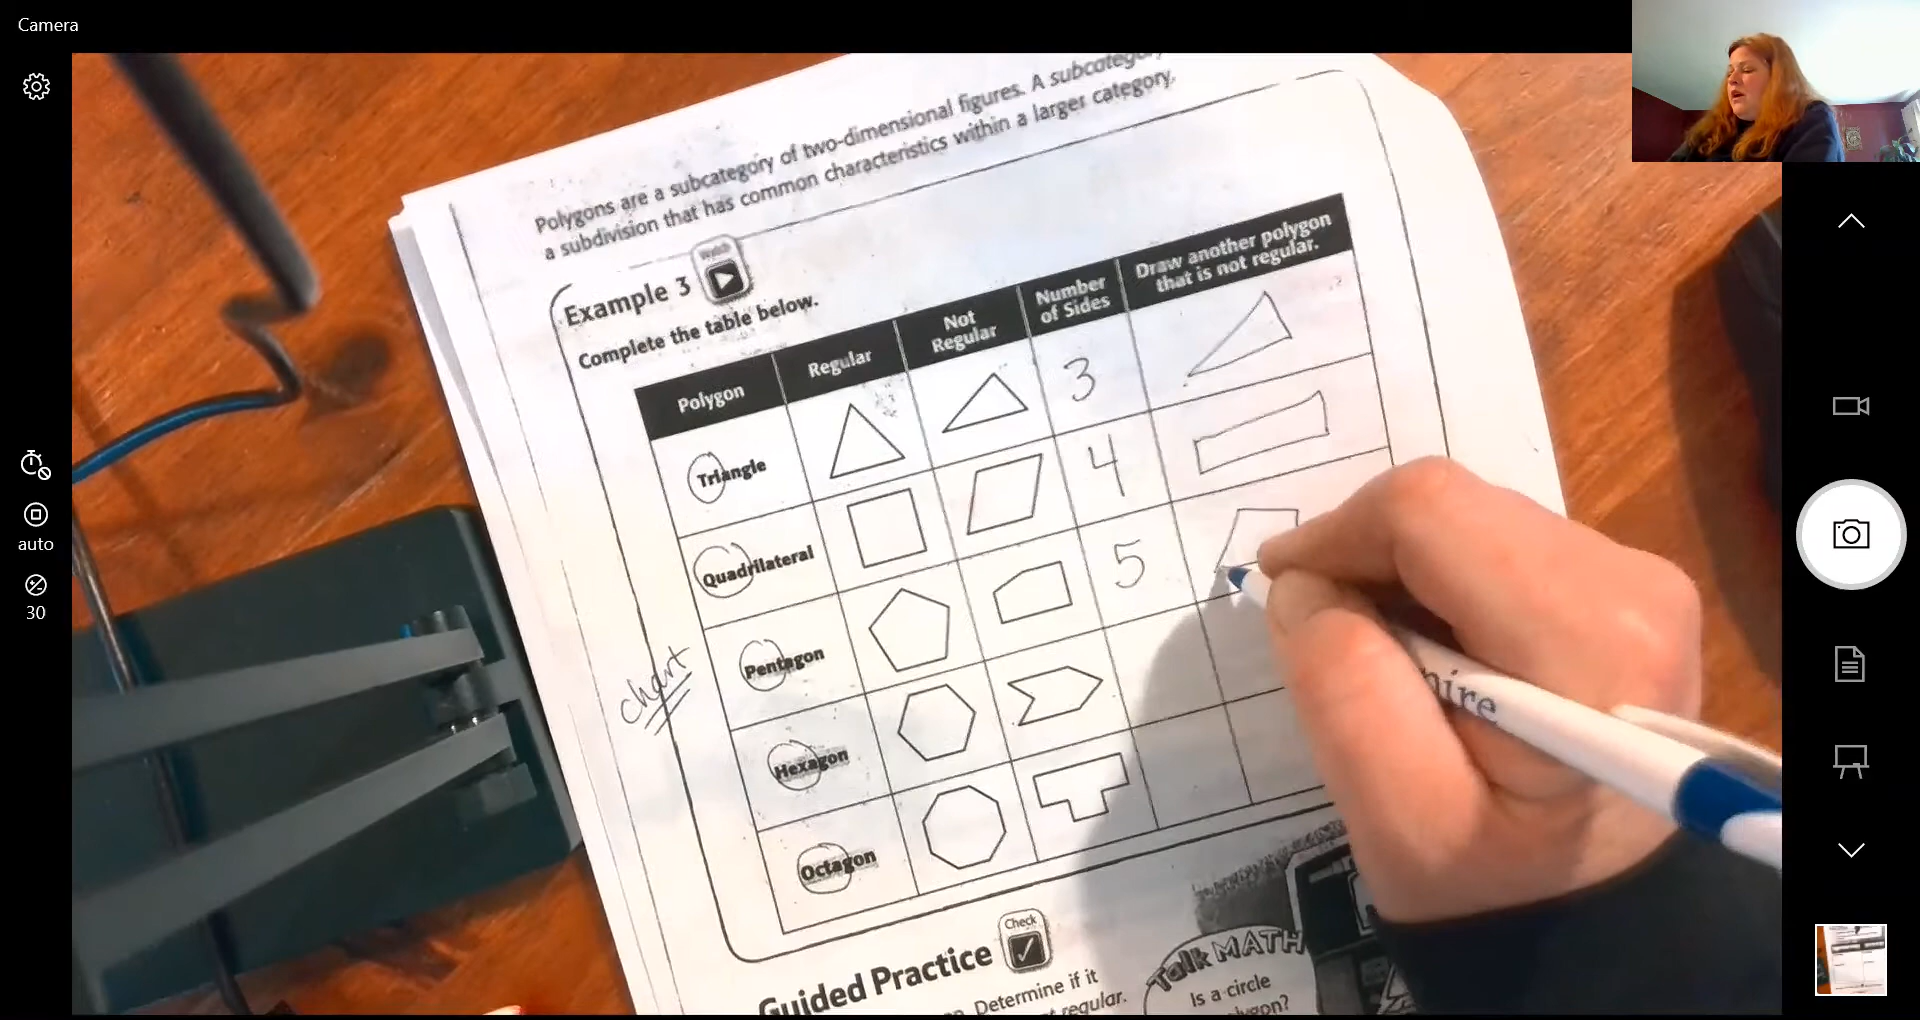 Camera
auto
30
Polygons are a subcategory of two-dimensional figures. A subcategory
a subdivision that has common characteristics within a larger category.
Example 3 Watch
Complete the table below.
Polygon Regular Not Regular Number of Sides Draw another polygon that is not regular.
Triangle 3
Quadrilateral 4
Pentagon 5
chart
Hexagon
Octagon
Guided Practice Check
Determine if it
regular.
Talk MATH
Is a circle
polygon?